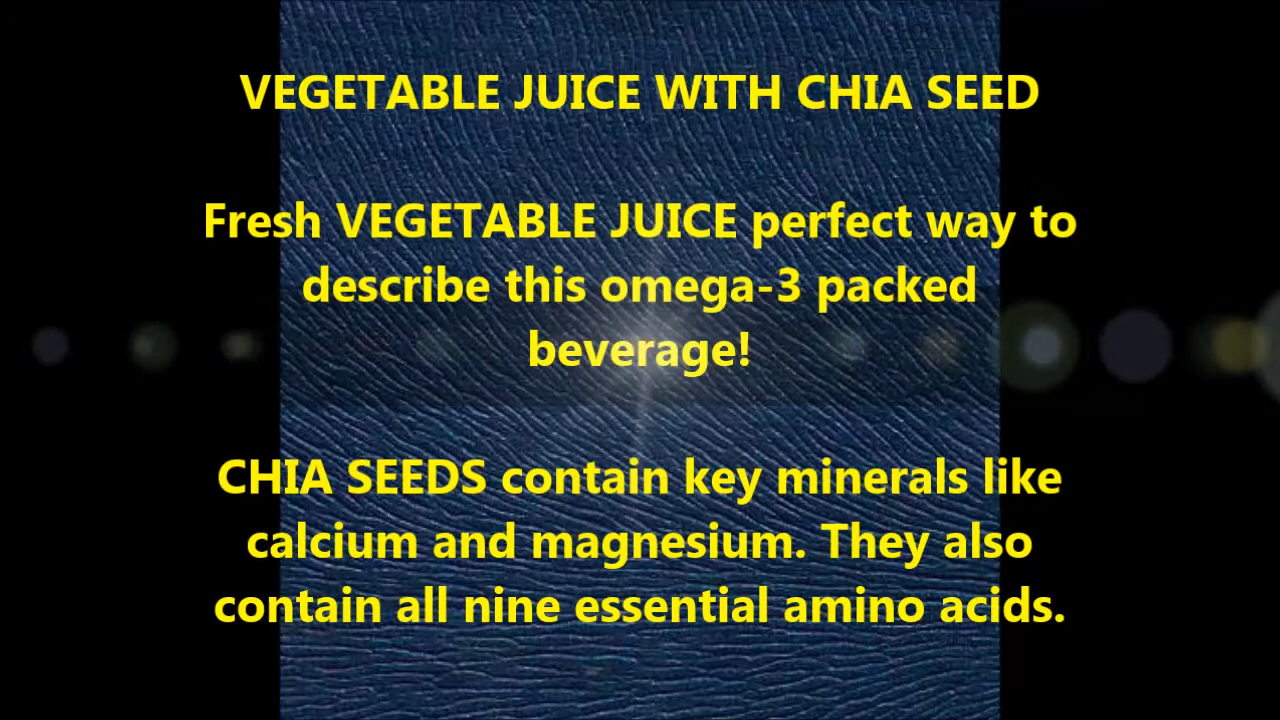 VEGETABLE JUICE WITH CHIA SEED
Fresh VEGETABLE JUICE perfect way to
describe this omega-3 packed
beverage!
CHIA SEEDS contain key minerals like
calcium and magnesium. They also
contain all nine essential amino acids.